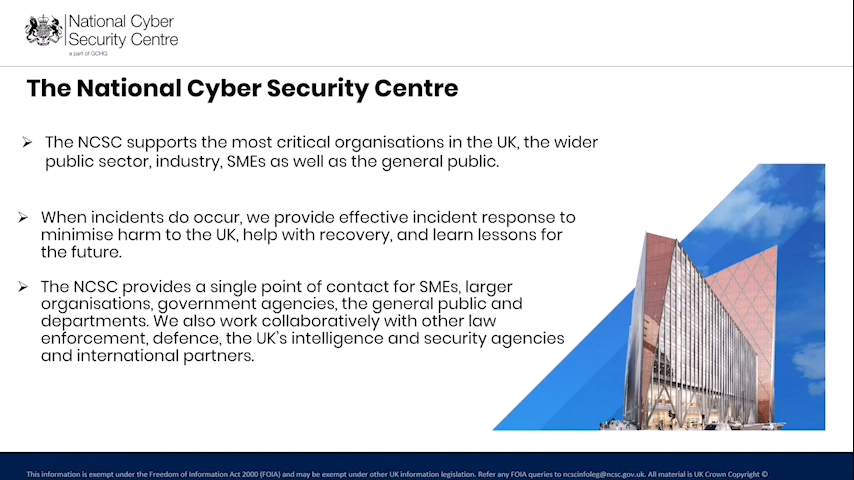 National Cyber
Security Centre
a part of GCHQ
The National Cyber Security Centre
The NCSC supports the most critical organisations in the UK, the wider
public sector, industry, SMEs as well as the general public.
When incidents do occur, we provide effective incident response to
minimise harm to the UK, help with recovery, and learn lessons for
the future.
The NCSC provides a single point of contact for SMEs, larger
organisations, government agencies, the general public and
departments. We also work collaboratively with other law
enforcement, defence, the UK's intelligence and security agencies
and international partners.
This information is exempt under the Freedom of Information Act 2000 (FOIA) and may be exempt under other UK information legislation. Refer any FOIA queries to ncscinfoleg@ncsc.gov.uk. All material is UK Crown Copyright ©